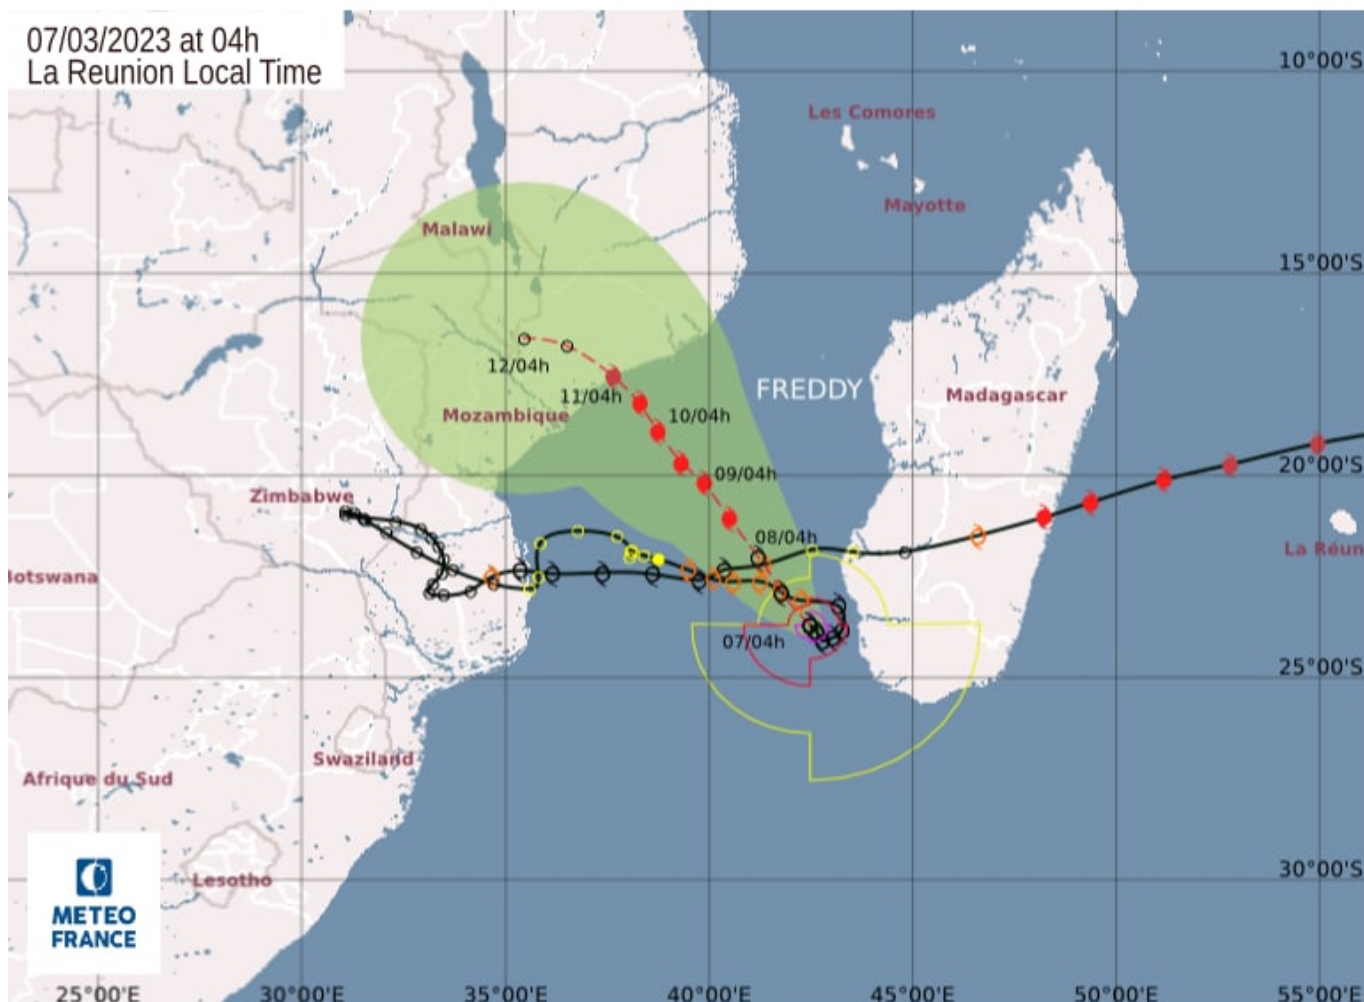 07/03/2023 at 04h
La Reunion Local Time
10°00'S
Les Comores
Mayotte
Malawi
15°00'S
12/04h
11/04h
FREDDY
Madagascar
10/04h
Mozambique
09/04h
20°00'S
Zimbabwe
08/04h
La Réun
Botswana
07/04h
25°00'S
Swaziland
Afrique du Sud
30°00'S
Lesotho
METEO
FRANCE
25°00'E
30°00'E
35°00'E
40°00'E
45°00'E
50°00'E
55°00'E